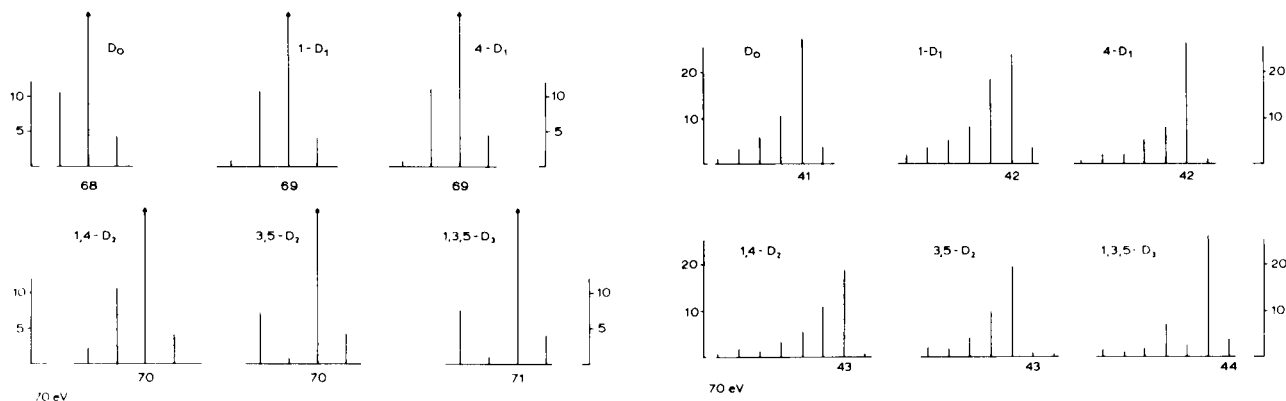 D₀ 1-D₁ 4-D₁
10 5 10 5
68 69 69
1,4-D₂ 3,5-D₂ 1,3,5-D₃
10 5 10 5
70 70 71
70 eV
D₀ 1-D₁ 4-D₁
20 10 20 10
41 42 42
1,4-D₂ 3,5-D₂ 1,3,5-D₃
20 10 20 10
43 43 44
70 eV